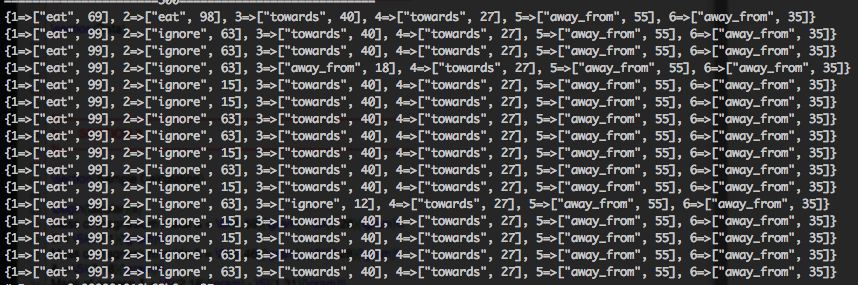 {1=>["eat", 69], 2=>["eat", 98], 3=>["towards", 40], 4=>["towards", 27], 5=>["away_from", 55], 6=>["away_from", 35]}
{1=>["eat", 99], 2=>["ignore", 63], 3=>["towards", 40], 4=>["towards", 27], 5=>["away_from", 55], 6=>["away_from", 35]}
{1=>["eat", 99], 2=>["ignore", 63], 3=>["towards", 40], 4=>["towards", 27], 5=>["away_from", 55], 6=>["away_from", 35]}
{1=>["eat", 99], 2=>["ignore", 63], 3=>["away_from", 18], 4=>["towards", 27], 5=>["away_from", 55], 6=>["away_from", 35]}
{1=>["eat", 99], 2=>["ignore", 15], 3=>["towards", 40], 4=>["towards", 27], 5=>["away_from", 55], 6=>["away_from", 35]}
{1=>["eat", 99], 2=>["ignore", 15], 3=>["towards", 40], 4=>["towards", 27], 5=>["away_from", 55], 6=>["away_from", 35]}
{1=>["eat", 99], 2=>["ignore", 63], 3=>["towards", 40], 4=>["towards", 27], 5=>["away_from", 55], 6=>["away_from", 35]}
{1=>["eat", 99], 2=>["ignore", 63], 3=>["towards", 40], 4=>["towards", 27], 5=>["away_from", 55], 6=>["away_from", 35]}
{1=>["eat", 99], 2=>["ignore", 15], 3=>["towards", 40], 4=>["towards", 27], 5=>["away_from", 55], 6=>["away_from", 35]}
{1=>["eat", 99], 2=>["ignore", 63], 3=>["towards", 40], 4=>["towards", 27], 5=>["away_from", 55], 6=>["away_from", 35]}
{1=>["eat", 99], 2=>["ignore", 15], 3=>["towards", 40], 4=>["towards", 27], 5=>["away_from", 55], 6=>["away_from", 35]}
{1=>["eat", 99], 2=>["ignore", 63], 3=>["ignore", 12], 4=>["towards", 27], 5=>["away_from", 55], 6=>["away_from", 35]}
{1=>["eat", 99], 2=>["ignore", 15], 3=>["towards", 40], 4=>["towards", 27], 5=>["away_from", 55], 6=>["away_from", 35]}
{1=>["eat", 99], 2=>["ignore", 15], 3=>["towards", 40], 4=>["towards", 27], 5=>["away_from", 55], 6=>["away_from", 35]}
{1=>["eat", 99], 2=>["ignore", 63], 3=>["towards", 40], 4=>["towards", 27], 5=>["away_from", 55], 6=>["away_from", 35]}
{1=>["eat", 99], 2=>["ignore", 63], 3=>["towards", 40], 4=>["towards", 27], 5=>["away_from", 55], 6=>["away_from", 35]}